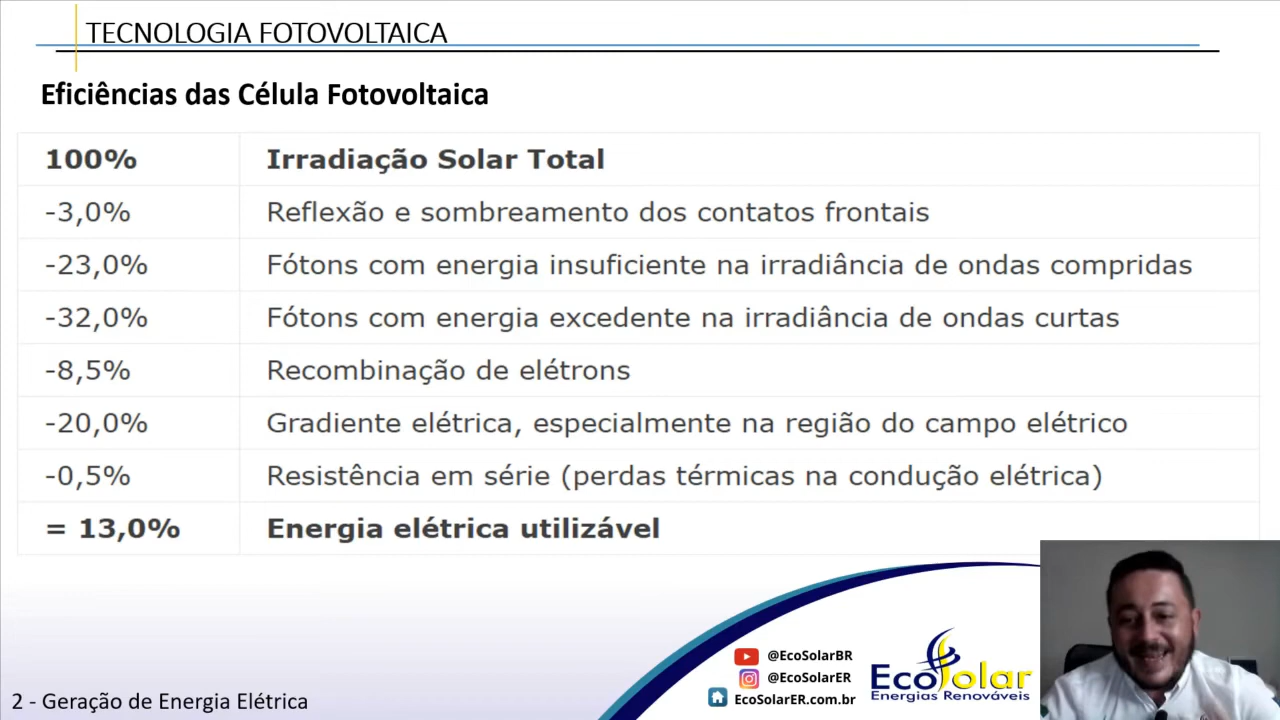 TECNOLOGIA FOTOVOLTAICA
Eficiências das Célula Fotovoltaica
100% Irradiação Solar Total
-3,0% Reflexão e sombreamento dos contatos frontais
-23,0% Fótons com energia insuficiente na irradiância de ondas compridas
-32,0% Fótons com energia excedente na irradiância de ondas curtas
-8,5% Recombinação de elétrons
-20,0% Gradiente elétrica, especialmente na região do campo elétrico
-0,5% Resistência em série (perdas térmicas na condução elétrica)
= 13,0% Energia elétrica utilizável
@EcoSolarBR
@EcoSolarER
EcoSolarER.com.br
EcoSolar
Energias Renováveis
2 - Geração de Energia Elétrica